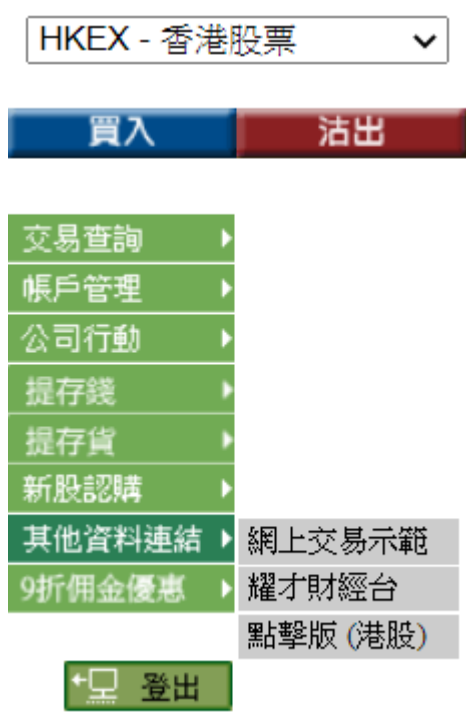 HKEX - 香港股票
買入 沽出
交易查詢
帳戶管理
公司行動
提存錢
提存貨
新股認購
其他資料連結 網上交易示範
9折佣金優惠 耀才財經台
點擊版 (港股)
登出